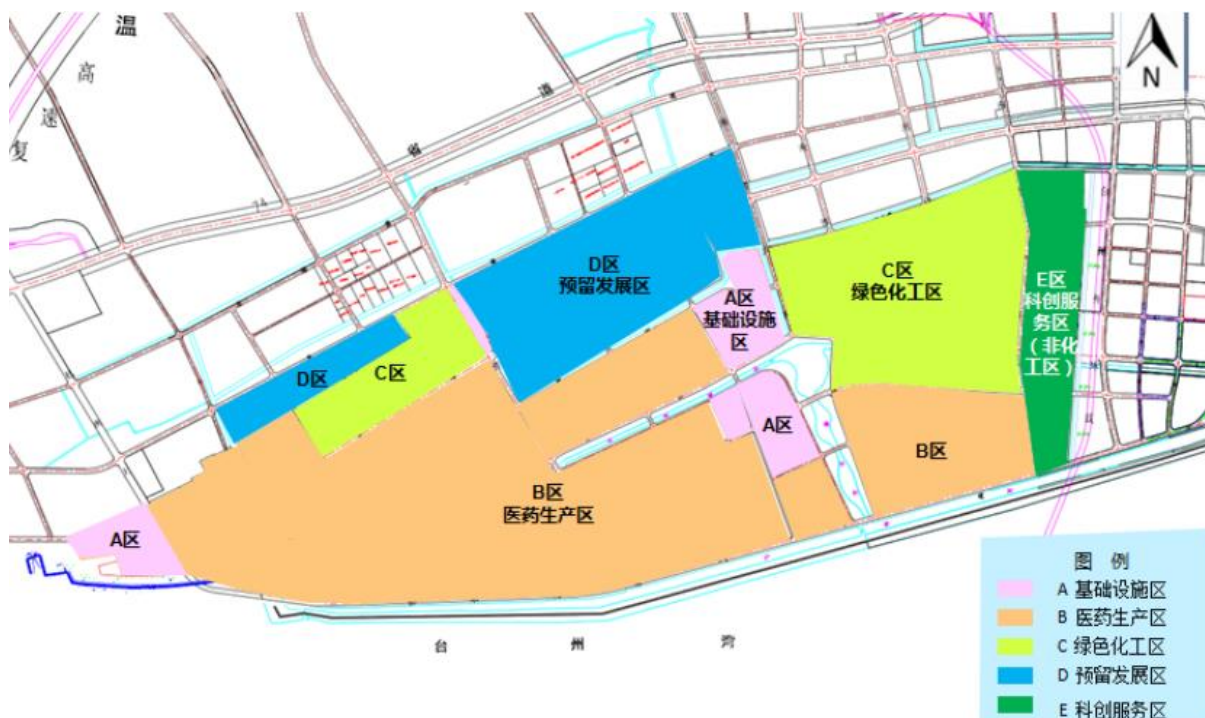 温
高
速
复
道
省
74
N
D区
预留发展区
C区
绿色化工区
A区
基础设施
区
E区
科创服
务区
（非化
工区）
D区
C区
A区
B区
B区
医药生产区
A区
台 州 湾
图 例
A 基础设施区
B 医药生产区
C 绿色化工区
D 预留发展区
E 科创服务区